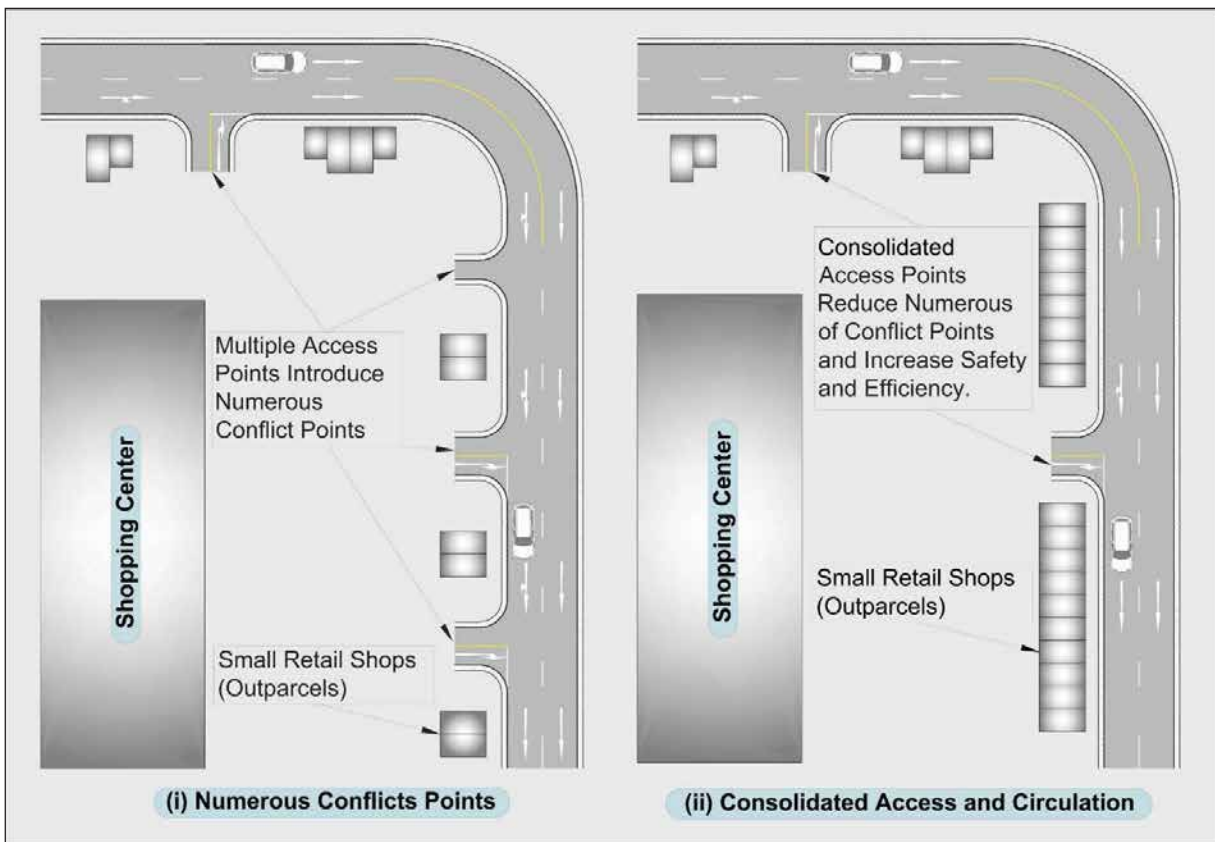 Multiple Access
Points Introduce
Numerous
Conflict Points
Shopping Center
Small Retail Shops
(Outparcels)
(i) Numerous Conflicts Points
Consolidated
Access Points
Reduce Numerous
of Conflict Points
and Increase Safety
and Efficiency.
Shopping Center
Small Retail Shops
(Outparcels)
(ii) Consolidated Access and Circulation